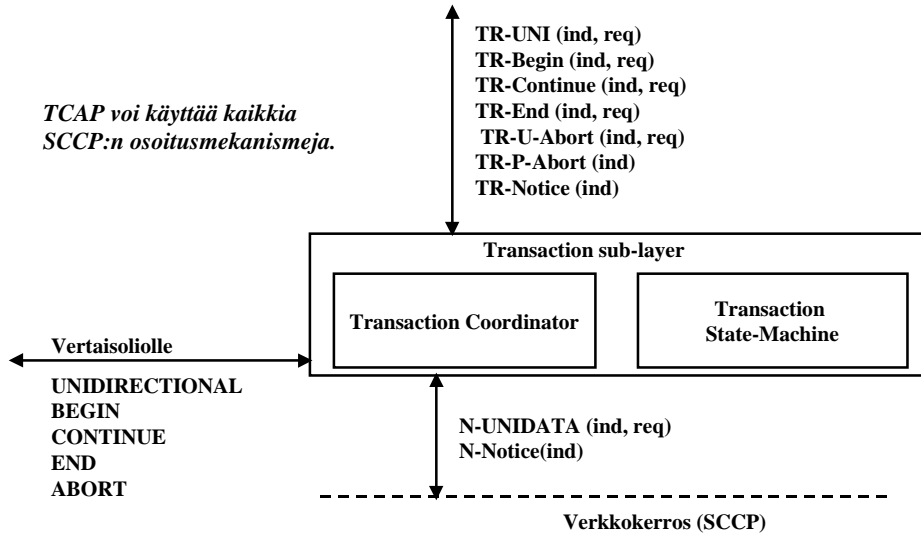 TR-UNI (ind, req)
TR-Begin (ind, req)
TR-Continue (ind, req)
TR-End (ind, req)
TR-U-Abort (ind, req)
TR-P-Abort (ind)
TR-Notice (ind)
TCAP voi käyttää kaikkia
SCCP:n osoitusmekanismeja.
Transaction sub-layer
Transaction Coordinator
Transaction
State-Machine
Vertaisoliolle
UNIDIRECTIONAL
BEGIN
CONTINUE
END
ABORT
N-UNIDATA (ind, req)
N-Notice(ind)
Verkkokerros (SCCP)